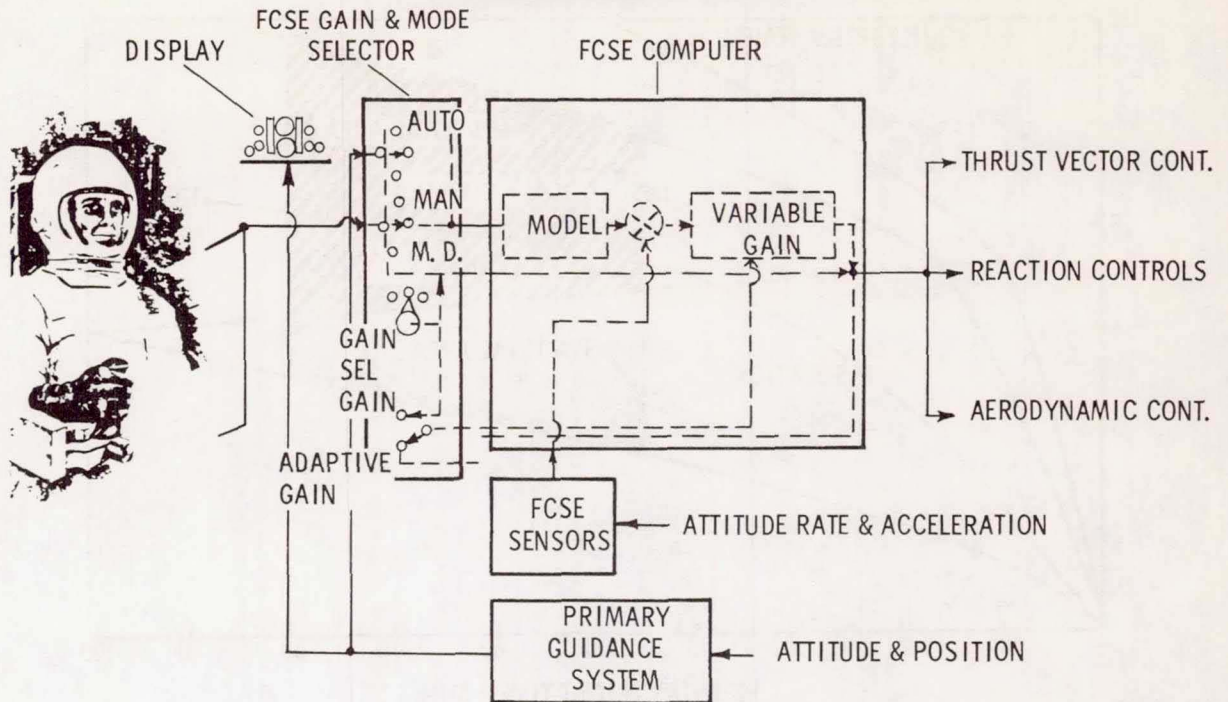 FCSE GAIN & MODE
SELECTOR
DISPLAY
FCSE COMPUTER
AUTO
MAN
M. D.
MODEL
VARIABLE
GAIN
THRUST VECTOR CONT.
REACTION CONTROLS
AERODYNAMIC CONT.
GAIN
SEL
GAIN
ADAPTIVE
GAIN
FCSE
SENSORS
ATTITUDE RATE & ACCELERATION
PRIMARY
GUIDANCE
SYSTEM
ATTITUDE & POSITION